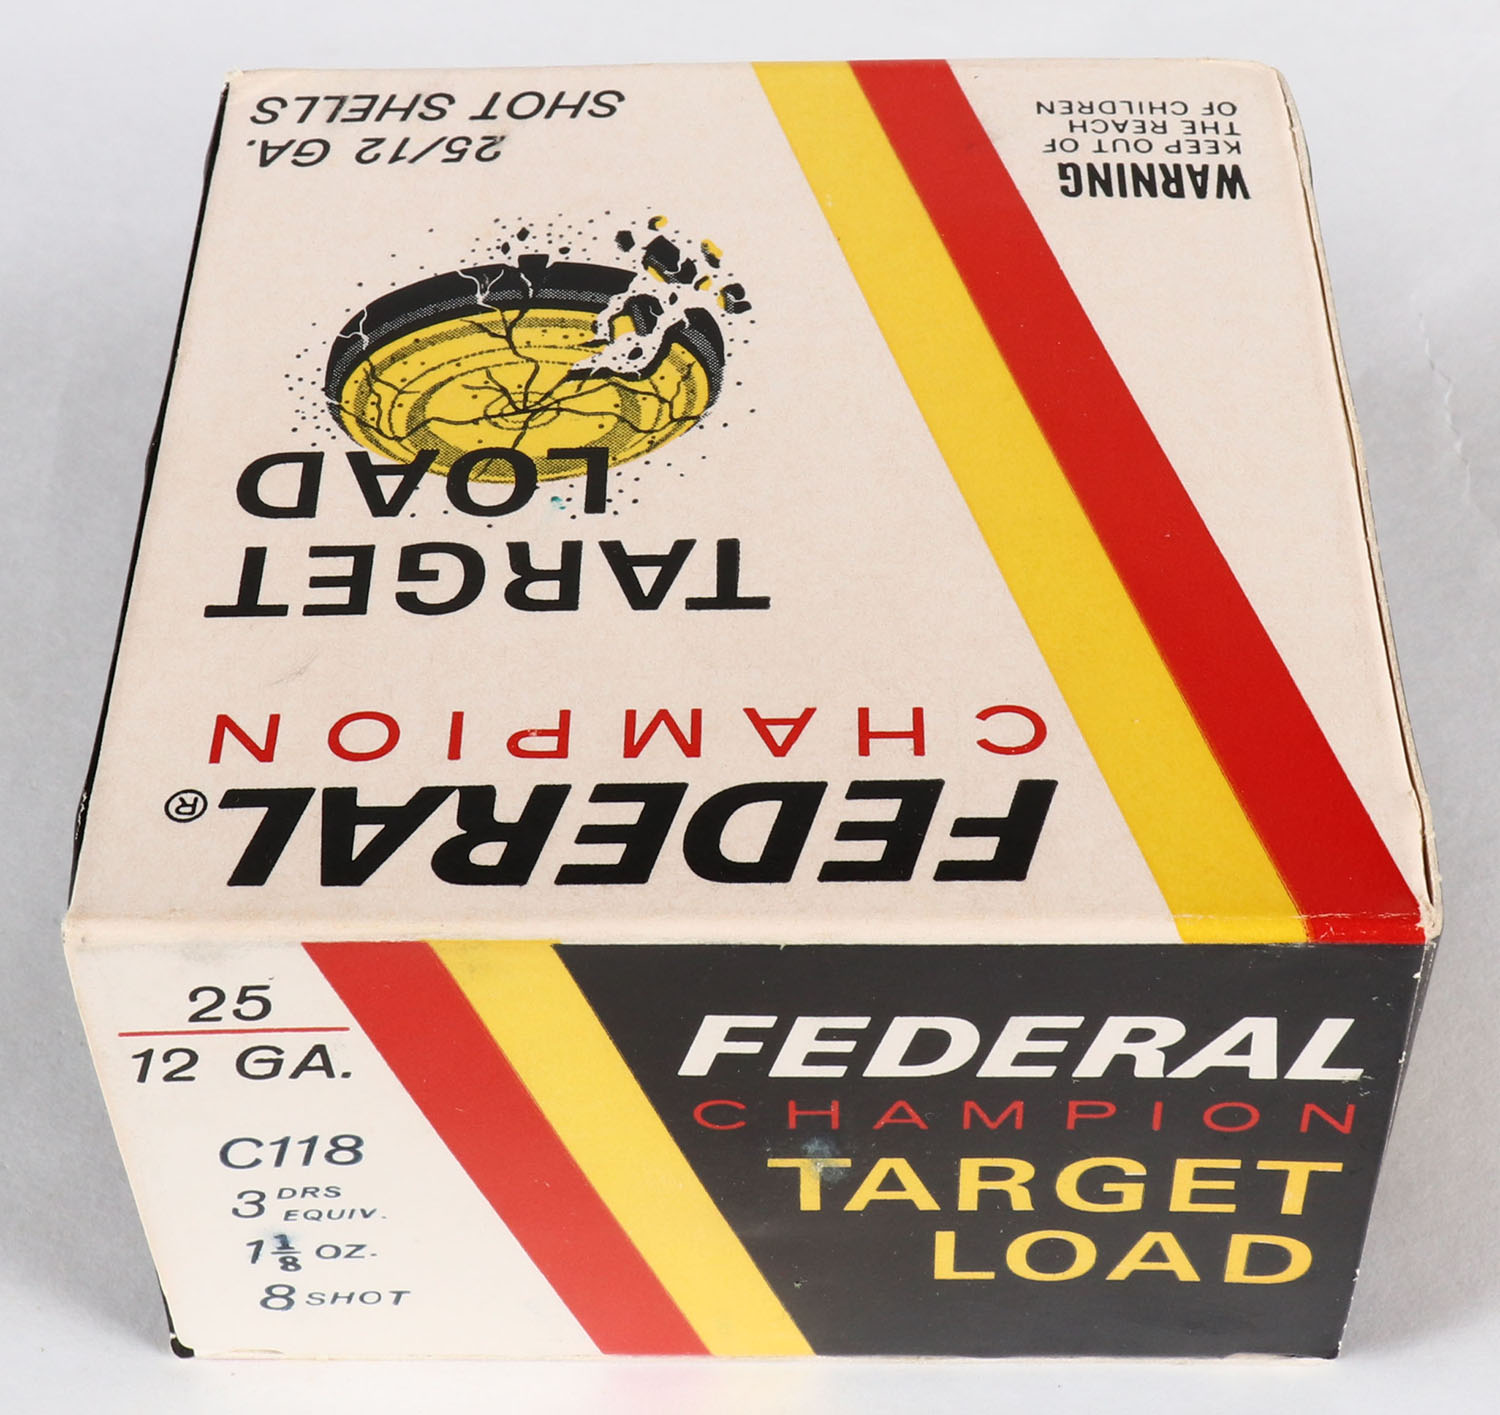 FEDERAL®
CHAMPION
TARGET
LOAD
25/12 GA.
SHOT SHELLS
WARNING
KEEP OUT OF
THE REACH
OF CHILDREN
25
12 GA.
C118
3 DRS
EQUIV.
1 1/8 OZ.
8 SHOT
FEDERAL
CHAMPION
TARGET
LOAD